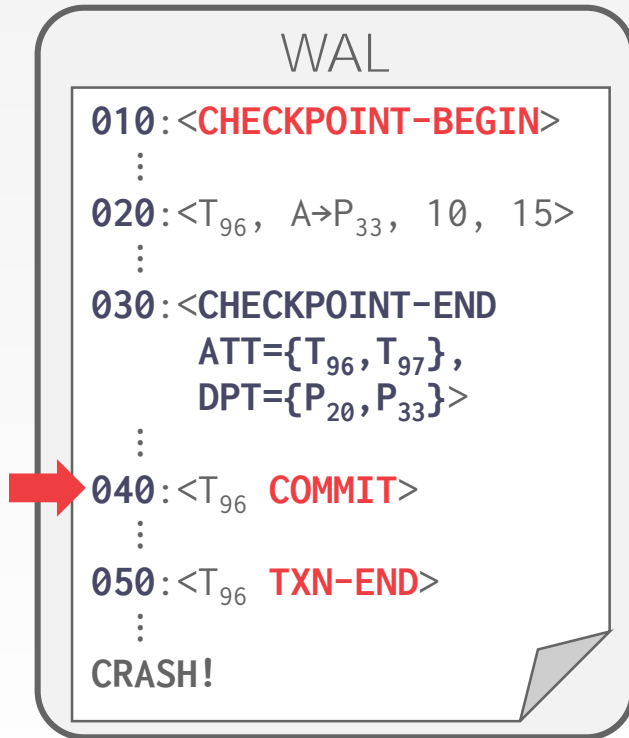 WAL
010:<CHECKPOINT-BEGIN>
⋮
020:<T₉₆, A→P₃₃, 10, 15>
⋮
030:<CHECKPOINT-END
ATT={T₉₆,T₉₇},
DPT={P₂₀,P₃₃}>
⋮
040:<T₉₆ COMMIT>
⋮
050:<T₉₆ TXN-END>
⋮
CRASH!